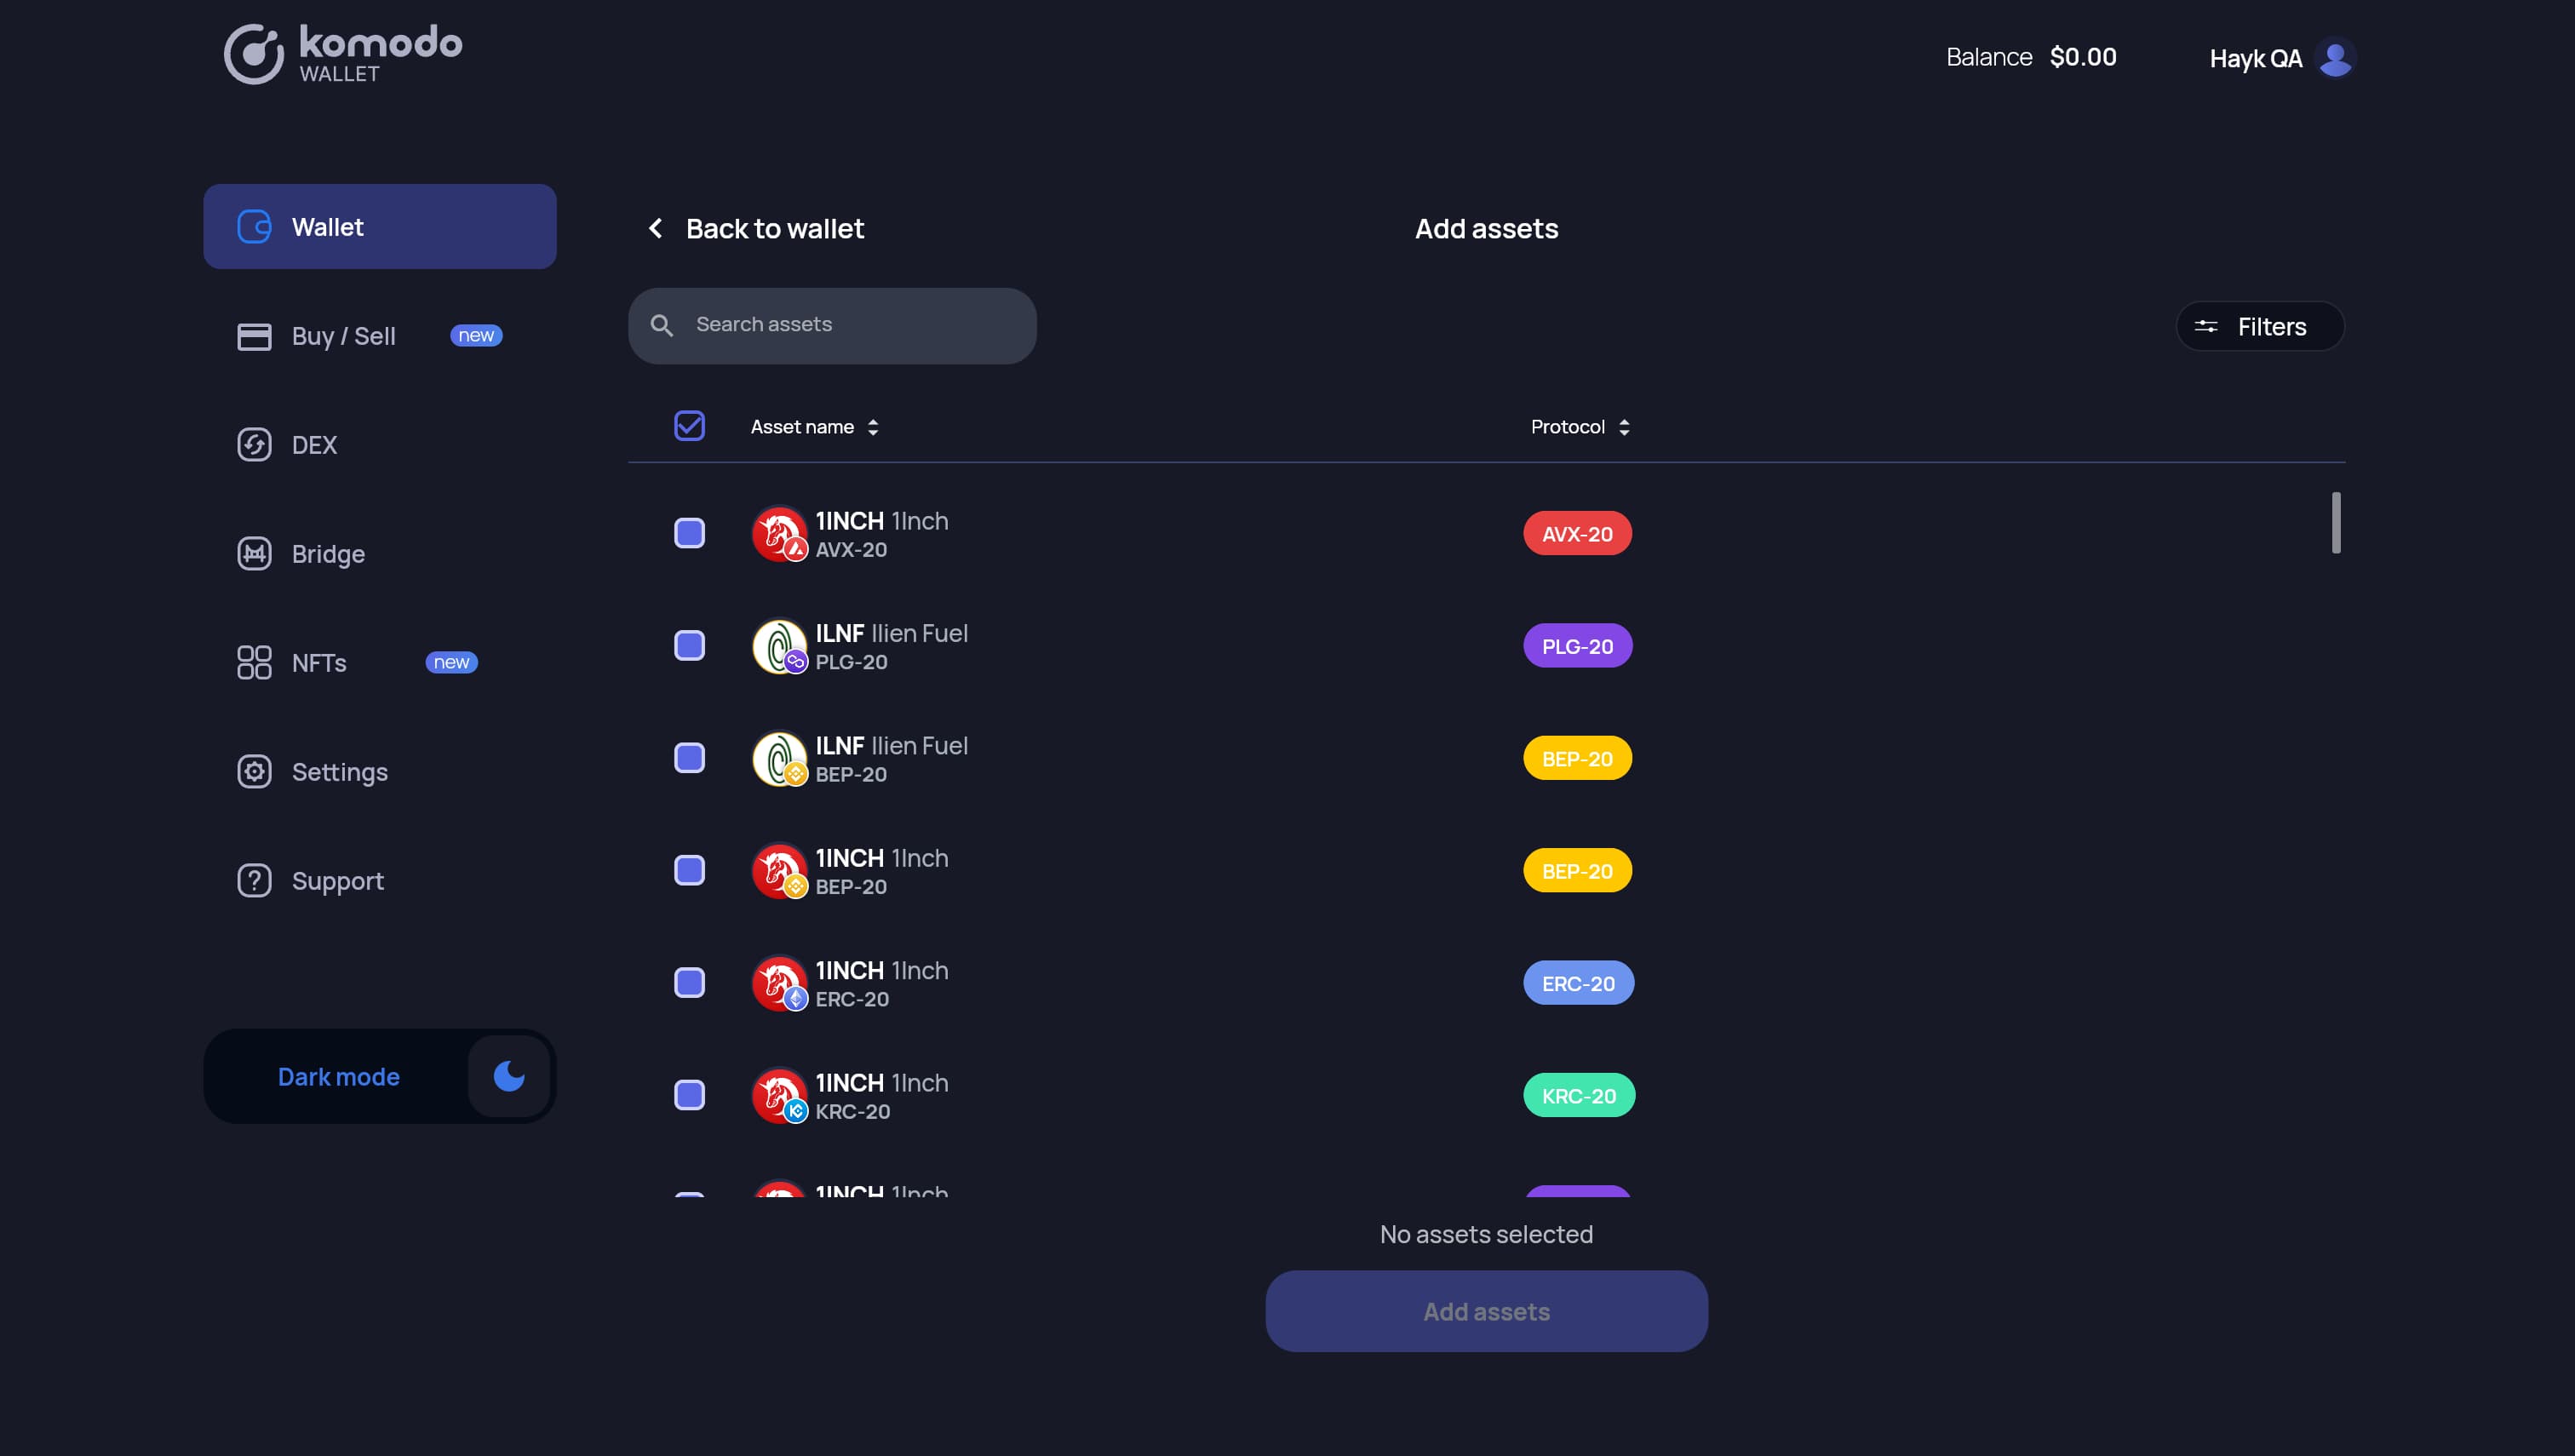 komodo
WALLET
Balance $0.00
Hayk QA
Wallet
Buy / Sell new
DEX
Bridge
NFTs new
Settings
Support
Dark mode
Back to wallet
Add assets
Search assets
Filters
Asset name
Protocol
1INCH 1Inch
AVX-20
AVX-20
ILNF Ilien Fuel
PLG-20
PLG-20
ILNF Ilien Fuel
BEP-20
BEP-20
1INCH 1Inch
BEP-20
BEP-20
1INCH 1Inch
ERC-20
ERC-20
1INCH 1Inch
KRC-20
KRC-20
1INCH 1Inch
No assets selected
Add assets